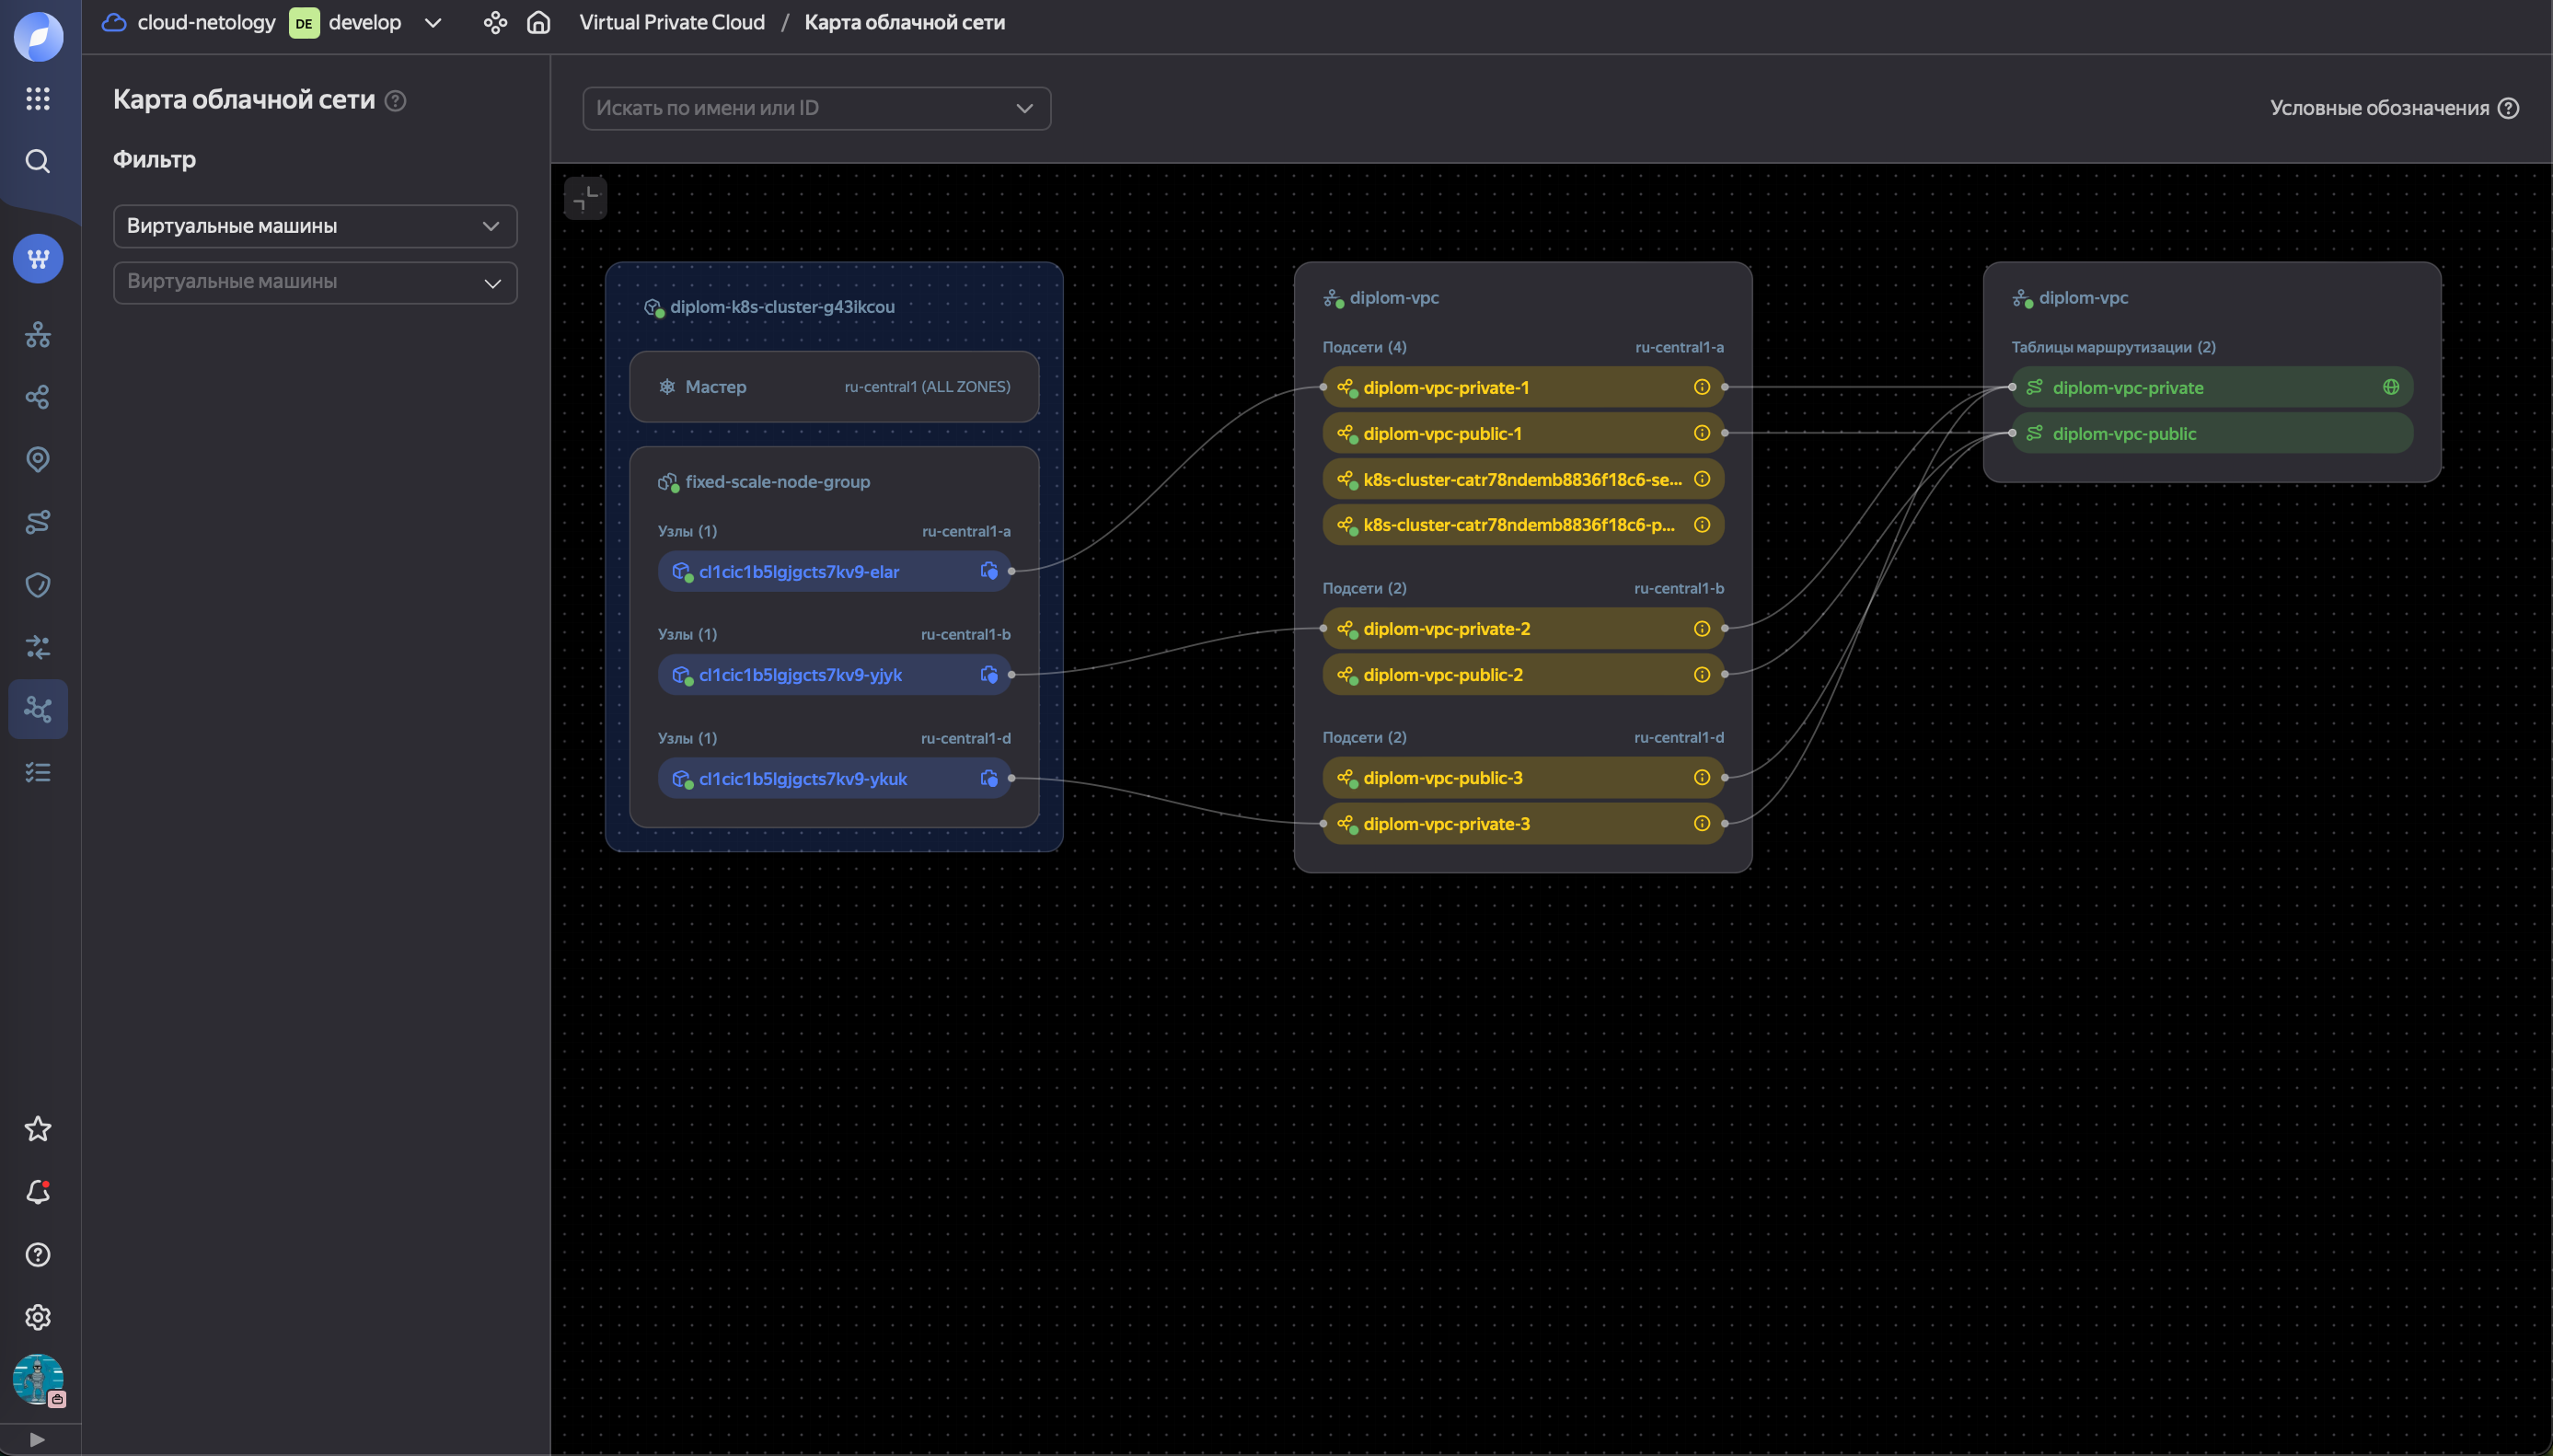 cloud-netology DE develop Virtual Private Cloud / Карта облачной сети
Карта облачной сети
Фильтр
Виртуальные машины
Виртуальные машины
Искать по имени или ID
Условные обозначения
diplom-k8s-cluster-g43ikcou
Мастер ru-central1 (ALL ZONES)
fixed-scale-node-group
Узлы (1) ru-central1-a
cl1cic1b5lgjgcts7kv9-elar
Узлы (1) ru-central1-b
cl1cic1b5lgjgcts7kv9-yjyk
Узлы (1) ru-central1-d
cl1cic1b5lgjgcts7kv9-ykuk
diplom-vpc
Подсети (4) ru-central1-a
diplom-vpc-private-1
diplom-vpc-public-1
k8s-cluster-catr78ndemb8836f18c6-se...
k8s-cluster-catr78ndemb8836f18c6-p...
Подсети (2) ru-central1-b
diplom-vpc-private-2
diplom-vpc-public-2
Подсети (2) ru-central1-d
diplom-vpc-public-3
diplom-vpc-private-3
diplom-vpc
Таблицы маршрутизации (2)
diplom-vpc-private
diplom-vpc-public